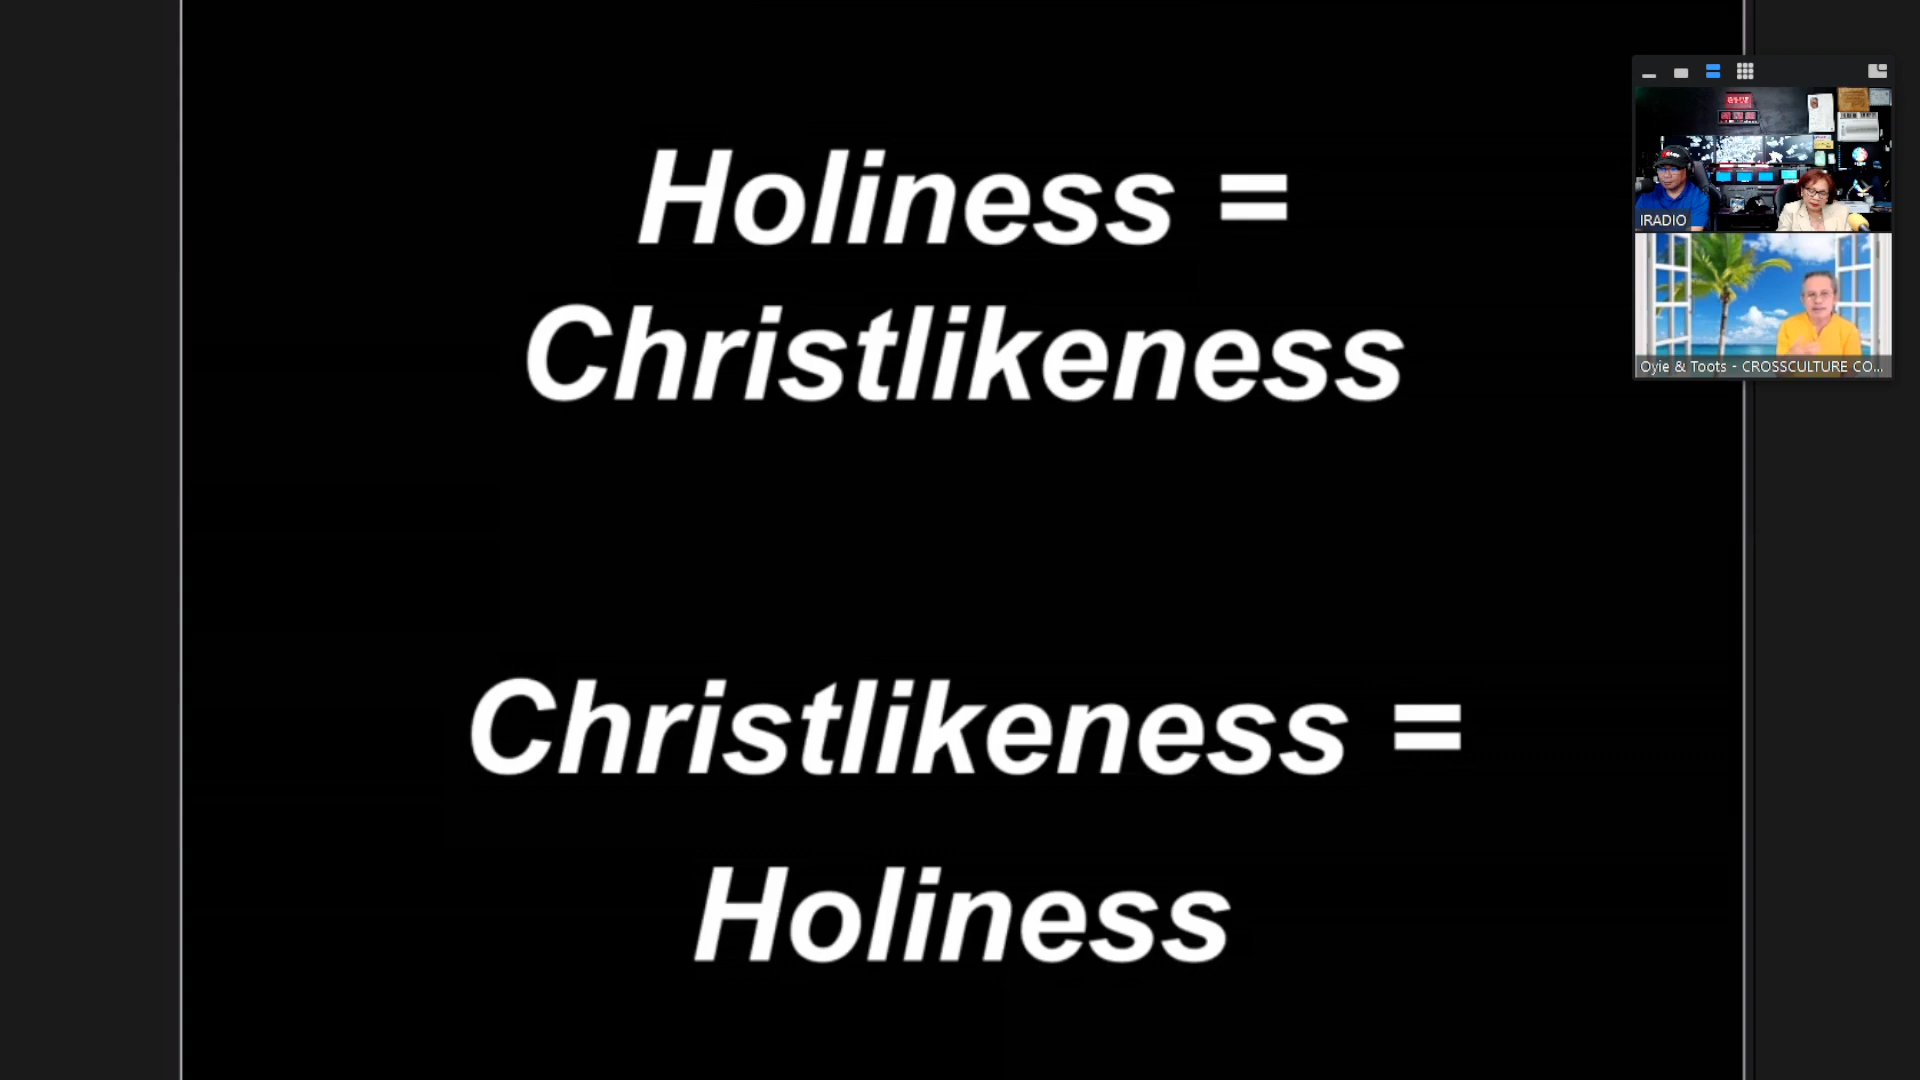 Holiness =
Christlikeness
Christlikeness =
Holiness
IRADIO
Oyie & Toots - CROSSCULTURE CO...